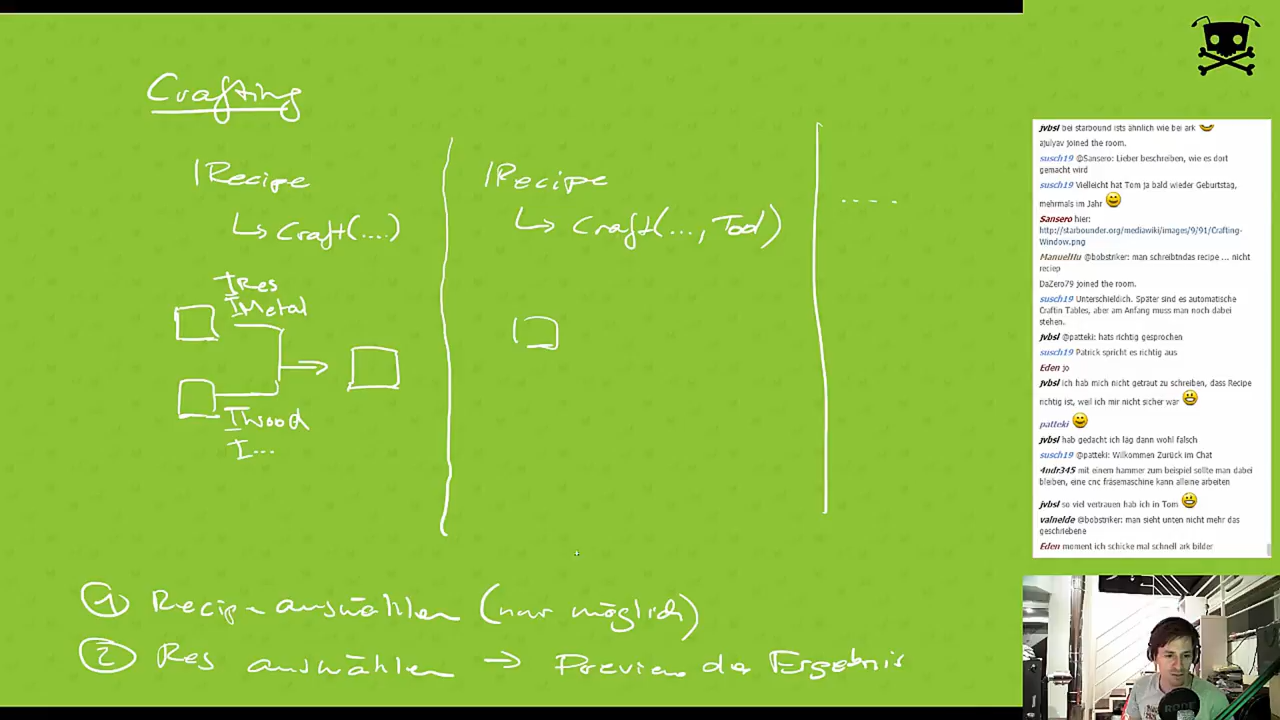 Crafting
IRecipe
↳ Craft(....)
IRes
IMetal
IWood
I...
IRecipe
↳ Craft(..., Tool)
.....
① Recipe auswählen (nur möglich)
② Res auswählen → Preview des Ergebnis
jvbsl bei starbound ists ähnlich wie bei ark
ajulyav joined the room.
susch19 @Sansero: Lieber beschreiben, wie es dort
gemacht wird
susch19 Vielleicht hat Tom ja bald wieder Geburtstag,
mehrmals im Jahr
Sansero hier:
http://starbounder.org/mediawiki/images/9/91/Crafting-
Window.png
ManuelHu @bobstriker: man schreibtndas recipe ... nicht
reciep
DaZero79 joined the room.
susch19 Unterschiedlich. Später sind es automatische
Craftin Tables, aber am Anfang muss man noch dabei
stehen.
jvbsl @patteki: hats richtig gesprochen
susch19 Patrick spricht es richtig aus
Eden jo
jvbsl ich hab mich nicht getraut zu schreiben, dass Recipe
richtig ist, weil ich mir nicht sicher war
patteki
jvbsl hab gedacht ich lag dann wohl falsch
susch19 @patteki: Wilkommen Zurück im Chat
4ndr345 mit einem hammer zum beispiel sollte man dabei
bleiben, eine cnc fräsemaschine kann alleine arbeiten
jvbsl so viel vertrauen hab ich in Tom
valnelde @bobstriker: man sieht unten nicht mehr das
geschriebene
Eden moment ich schicke mal schnell ark bilder
RODE